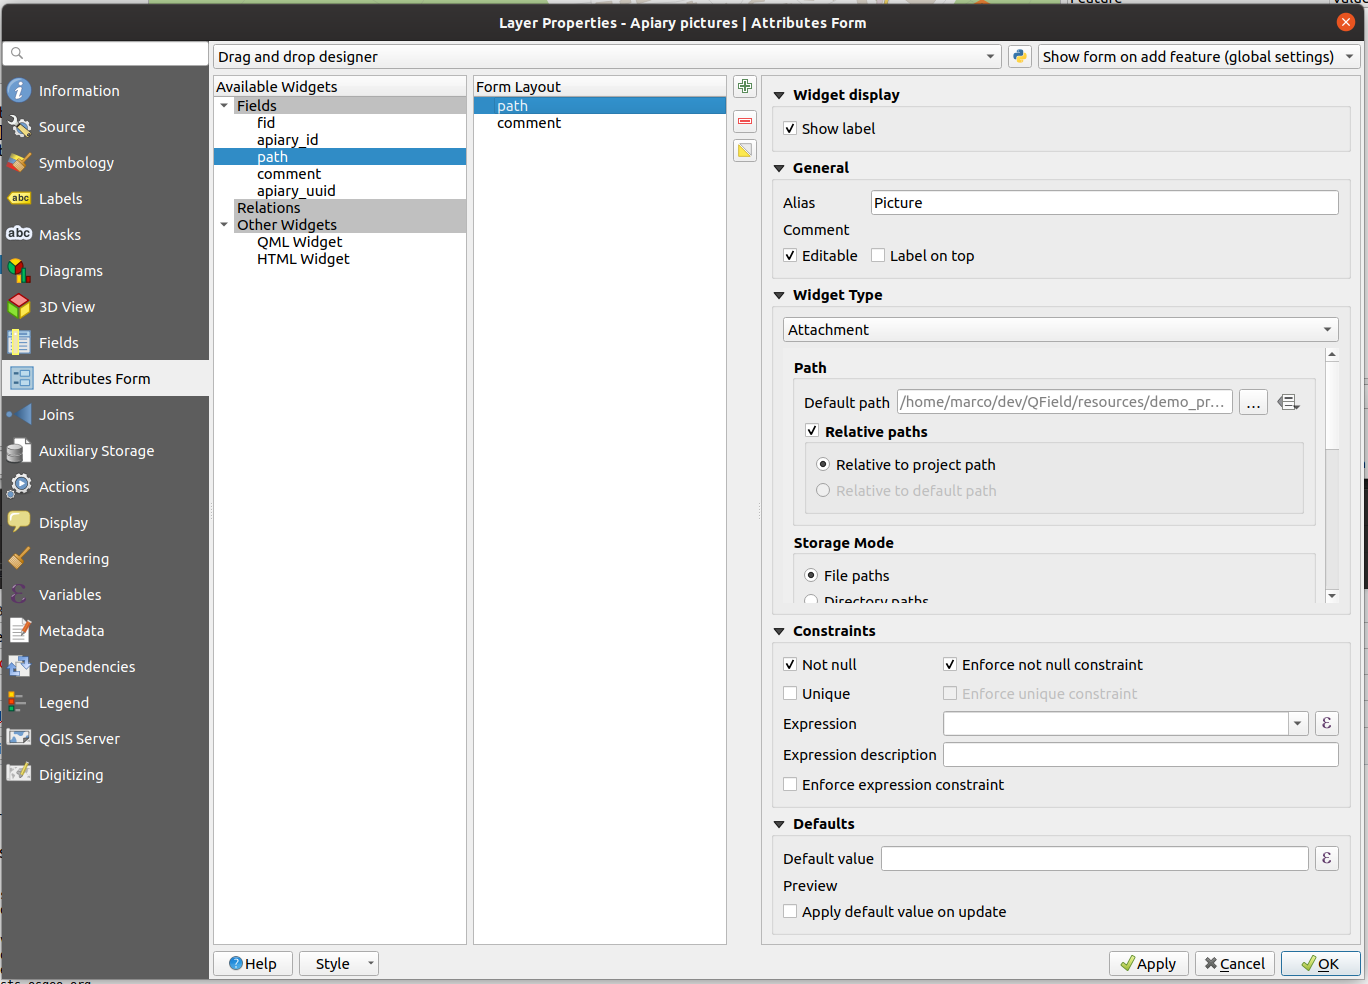 Layer Properties - Apiary pictures | Attributes Form
Drag and drop designer
Show form on add feature (global settings)
Information
Source
Symbology
abc Labels
abc Masks
Diagrams
3D View
Fields
Attributes Form
Joins
Auxiliary Storage
Actions
Display
Rendering
Variables
Metadata
Dependencies
Legend
QGIS Server
Digitizing
Available Widgets
Fields
fid
apiary_id
path
comment
apiary_uuid
Relations
Other Widgets
QML Widget
HTML Widget
Form Layout
path
comment
Widget display
Show label
General
Alias Picture
Comment
Editable Label on top
Widget Type
Attachment
Path
Default path /home/marco/dev/QField/resources/demo_pr... ...
Relative paths
Relative to project path
Relative to default path
Storage Mode
File paths
Directory paths
Constraints
Not null Enforce not null constraint
Unique Enforce unique constraint
Expression ε
Expression description
Enforce expression constraint
Defaults
Default value ε
Preview
Apply default value on update
Help Style Apply Cancel OK